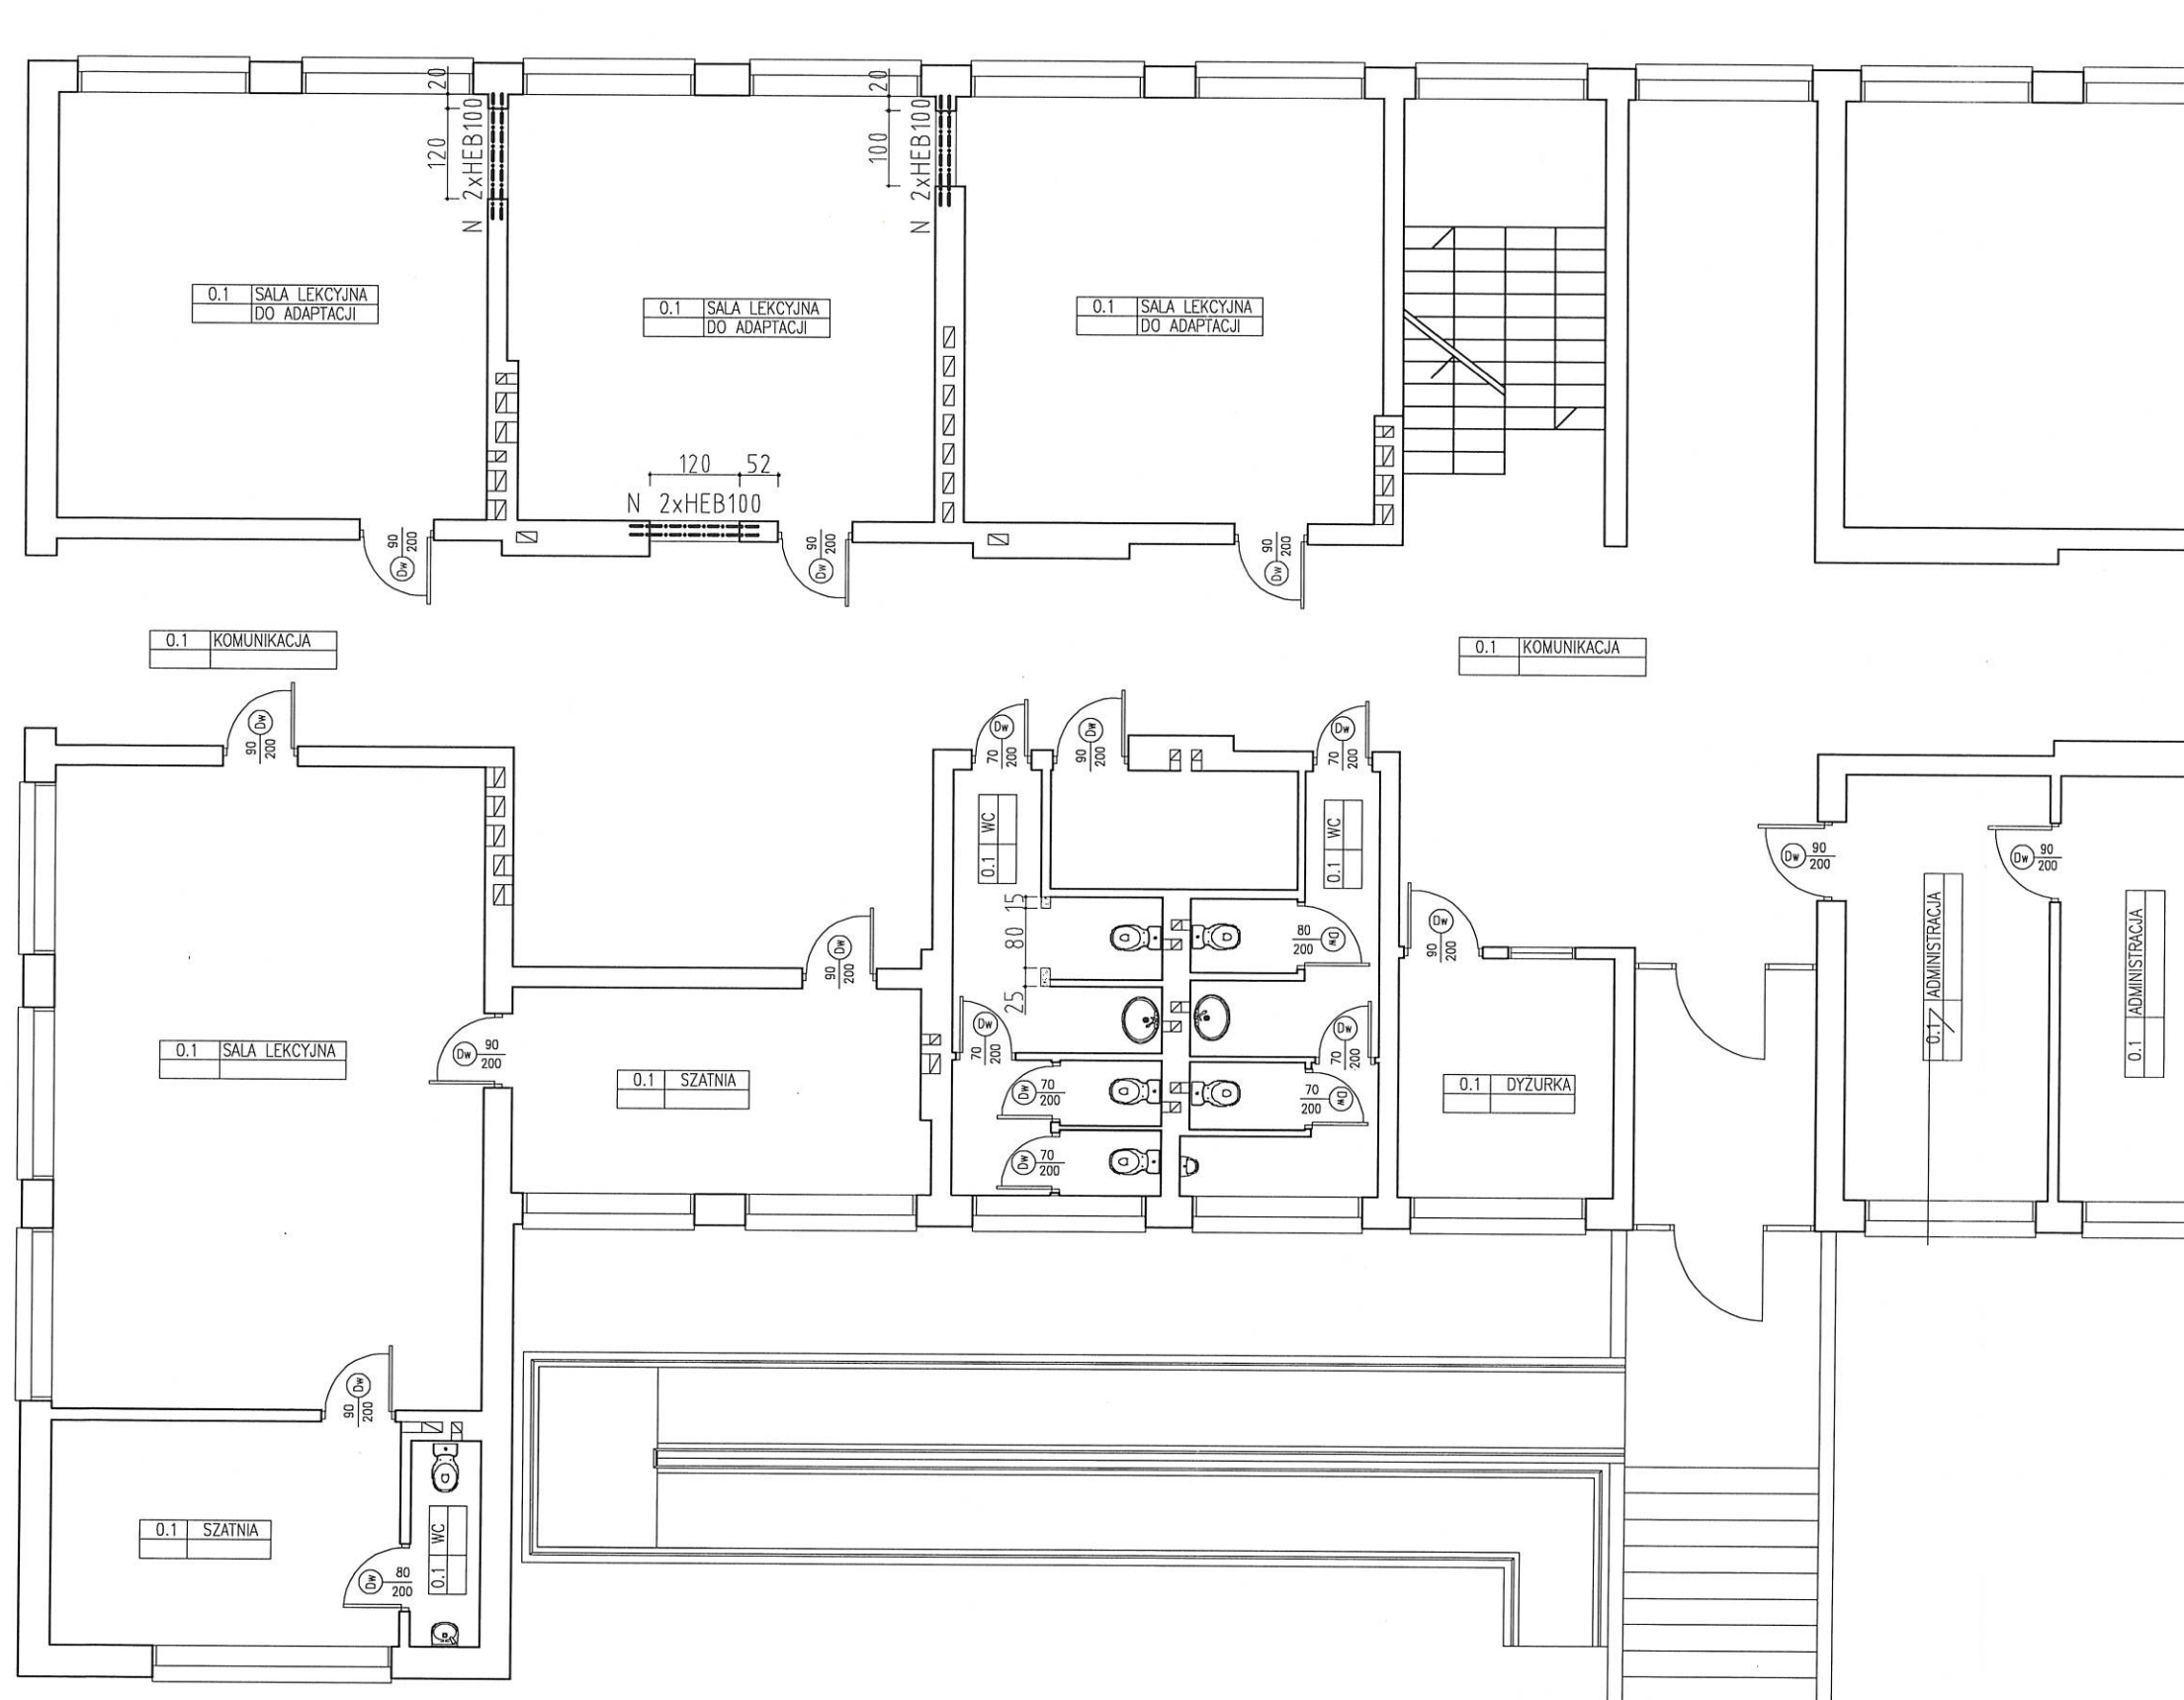 20
120
N 2xHEB100
20
100
N 2xHEB100
0.1 SALA LEKCYJNA
DO ADAPTACJI
0.1 SALA LEKCYJNA
DO ADAPTACJI
0.1 SALA LEKCYJNA
DO ADAPTACJI
120 52
N 2xHEB100
Dw 90
200
Dw 90
200
Dw 90
200
0.1 KOMUNIKACJA
0.1 KOMUNIKACJA
Dw 90
200
Dw 70
200
Dw 90
200
Dw 70
200
0.1 WC
0.1 WC
Dw 90
200
Dw 90
200
15
80
25
Dw 90
200
Dw 90
200
80
200 Dw
0.1 ADMINISTRACJA
0.1 ADMINISTRACJA
Dw 70
200
Dw 70
200
0.1 SALA LEKCYJNA
Dw 90
200
0.1 SZATNIA
Dw 70
200
70
200 Dw
0.1 DYŻURKA
Dw 70
200
Dw 90
200
0.1 SZATNIA
0.1 WC
Dw 80
200